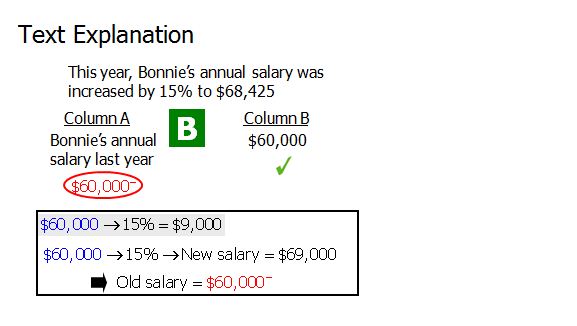 Text Explanation
This year, Bonnie's annual salary was
increased by 15% to $68,425
Column A
B
Column B
Bonnie's annual
salary last year
$60,000
$60,000⁻
$60,000 → 15% = $9,000
$60,000 → 15% → New salary = $69,000
➡ Old salary = $60,000⁻